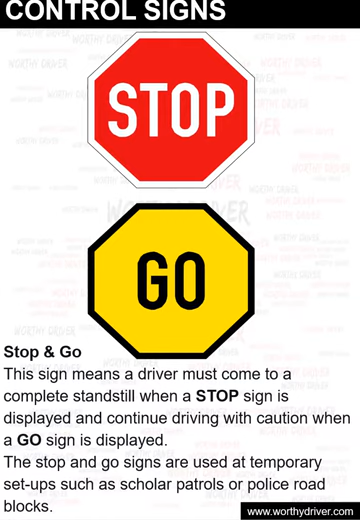 CONTROL SIGNS
STOP
GO
Stop & Go
This sign means a driver must come to a
complete standstill when a STOP sign is
displayed and continue driving with caution when
a GO sign is displayed.
The stop and go signs are used at temporary
set-ups such as scholar patrols or police road
blocks.
www.worthydriver.com
WORTHY DRIVER